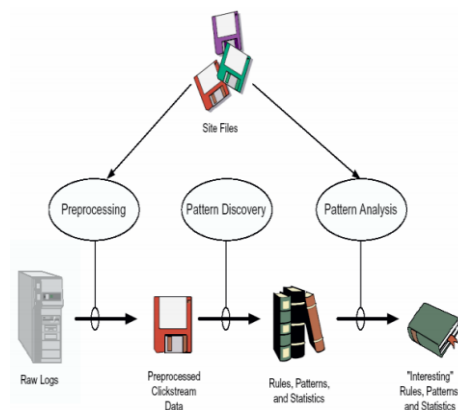 Site Files
Preprocessing
Pattern Discovery
Pattern Analysis
Raw Logs
Preprocessed
Clickstream
Data
Rules, Patterns,
and Statistics
"Interesting"
Rules, Patterns,
and Statistics